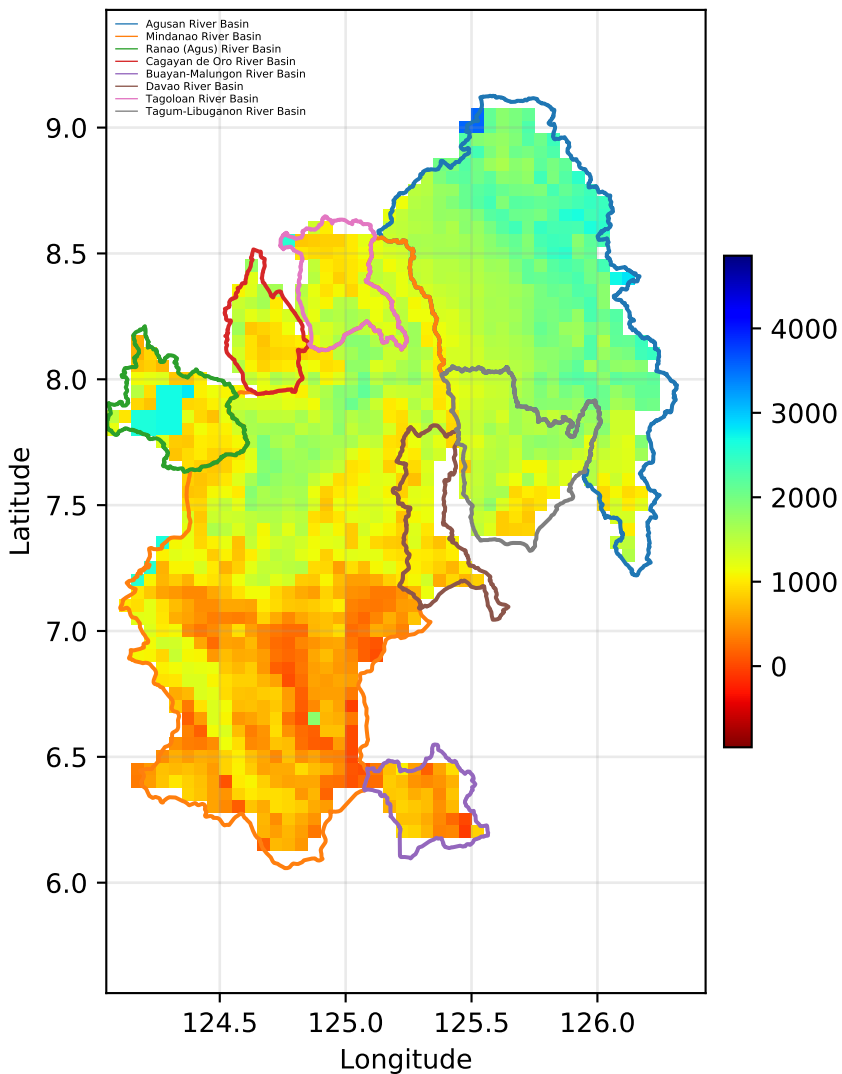 Agusan River Basin
Mindanao River Basin
Ranao (Agus) River Basin
Cagayan de Oro River Basin
Buayan-Malungon River Basin
Davao River Basin
Tagoloan River Basin
Tagum-Libuganon River Basin
9.0
8.5
8.0
7.5
7.0
6.5
6.0
Latitude
124.5 125.0 125.5 126.0
Longitude
4000
3000
2000
1000
0